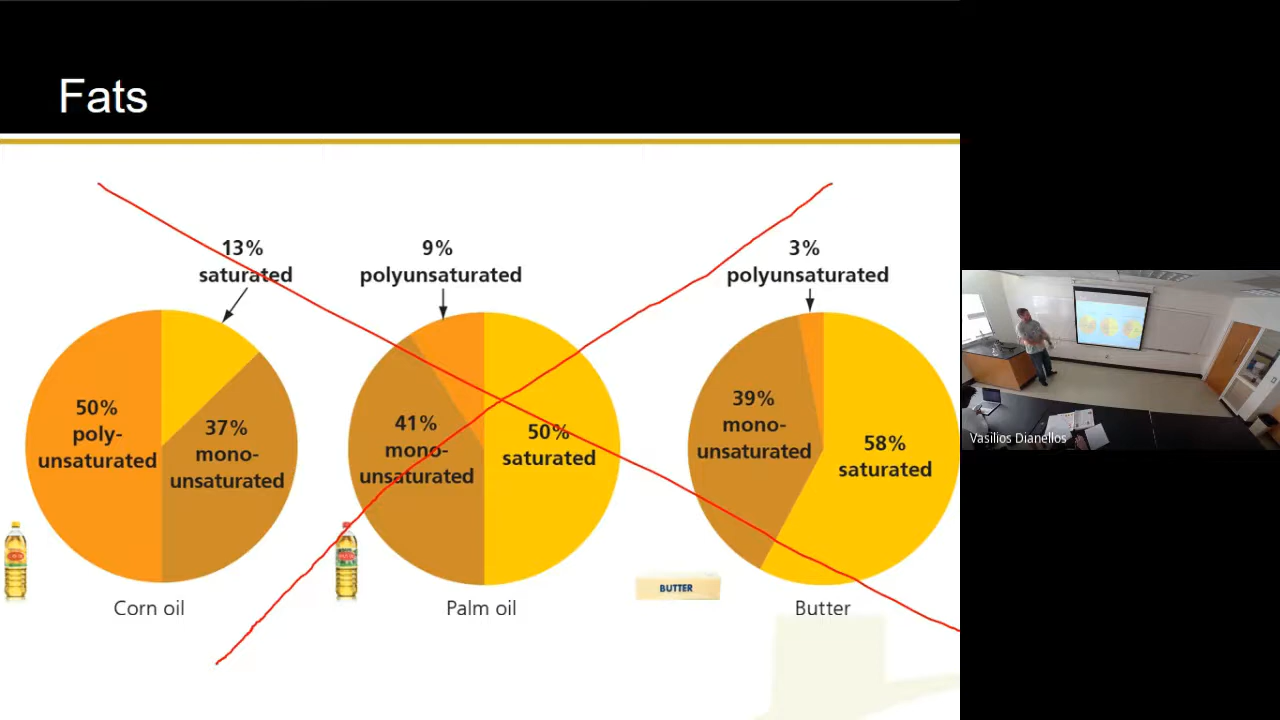 Fats
13%
saturated
50%
poly-
unsaturated
37%
mono-
unsaturated
Corn oil
9%
polyunsaturated
41%
mono-
unsaturated
50%
saturated
Palm oil
3%
polyunsaturated
39%
mono-
unsaturated
58%
saturated
BUTTER
Butter
Vasilios Dianellos